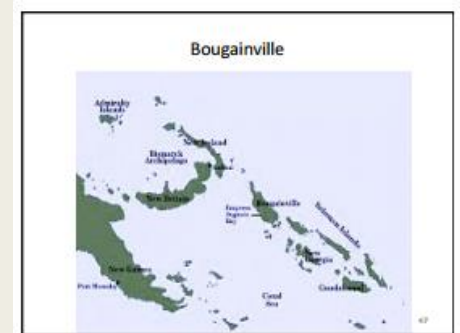 Bougainville
Admiralty
Islands
New Ireland
Bismarck
Archipelago
New Britain
Bougainville
Empress
Augusta
Bay
Solomon Islands
New
Georgia
New Guinea
Guadalcanal
Port Moresby
Coral
Sea
47